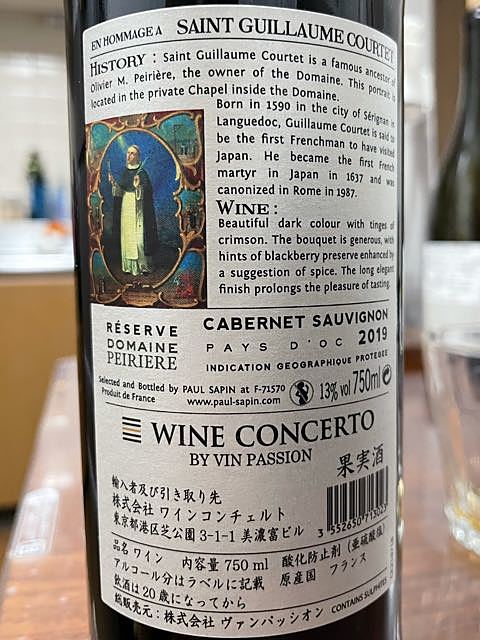 EN HOMMAGE A SAINT GUILLAUME COURTET
HISTORY : Saint Guillaume Courtet is a famous ancestor of
Olivier M. Peirière, the owner of the Domaine. This portrait is
located in the private Chapel inside the Domaine.
Born in 1590 in the city of Sérignan in
Languedoc, Guillaume Courtet is said to
be the first Frenchman to have visited
Japan. He became the first French
martyr in Japan in 1637 and was
canonized in Rome in 1987.
WINE :
Beautiful dark colour with tinges of
crimson. The bouquet is generous, with
hints of blackberry preserve enhanced by
a suggestion of spice. The long elegant
finish prolongs the pleasure of tasting.
RÉSERVE
DOMAINE
PEIRIERE
CABERNET SAUVIGNON
PAYS D'OC 2019
INDICATION GEOGRAPHIQUE PROTEGEE
Selected and Bottled by PAUL SAPIN at F-71570
Produit de France www.paul-sapin.com
13% vol 750ml e
WINE CONCERTO
BY VIN PASSION
果実酒
輸入者及び引き取り先
株式会社 ワインコンチェルト
東京都港区芝公園 3-1-1 美濃富ビル
3 552650 713023
品名 ワイン 内容量 750 ml 酸化防止剤 (亜硫酸塩)
アルコール分はラベルに記載 原産国 フランス
飲酒は20歳になってから
総販売元：株式会社 ヴァンパッシオン CONTAINS SULPHITES